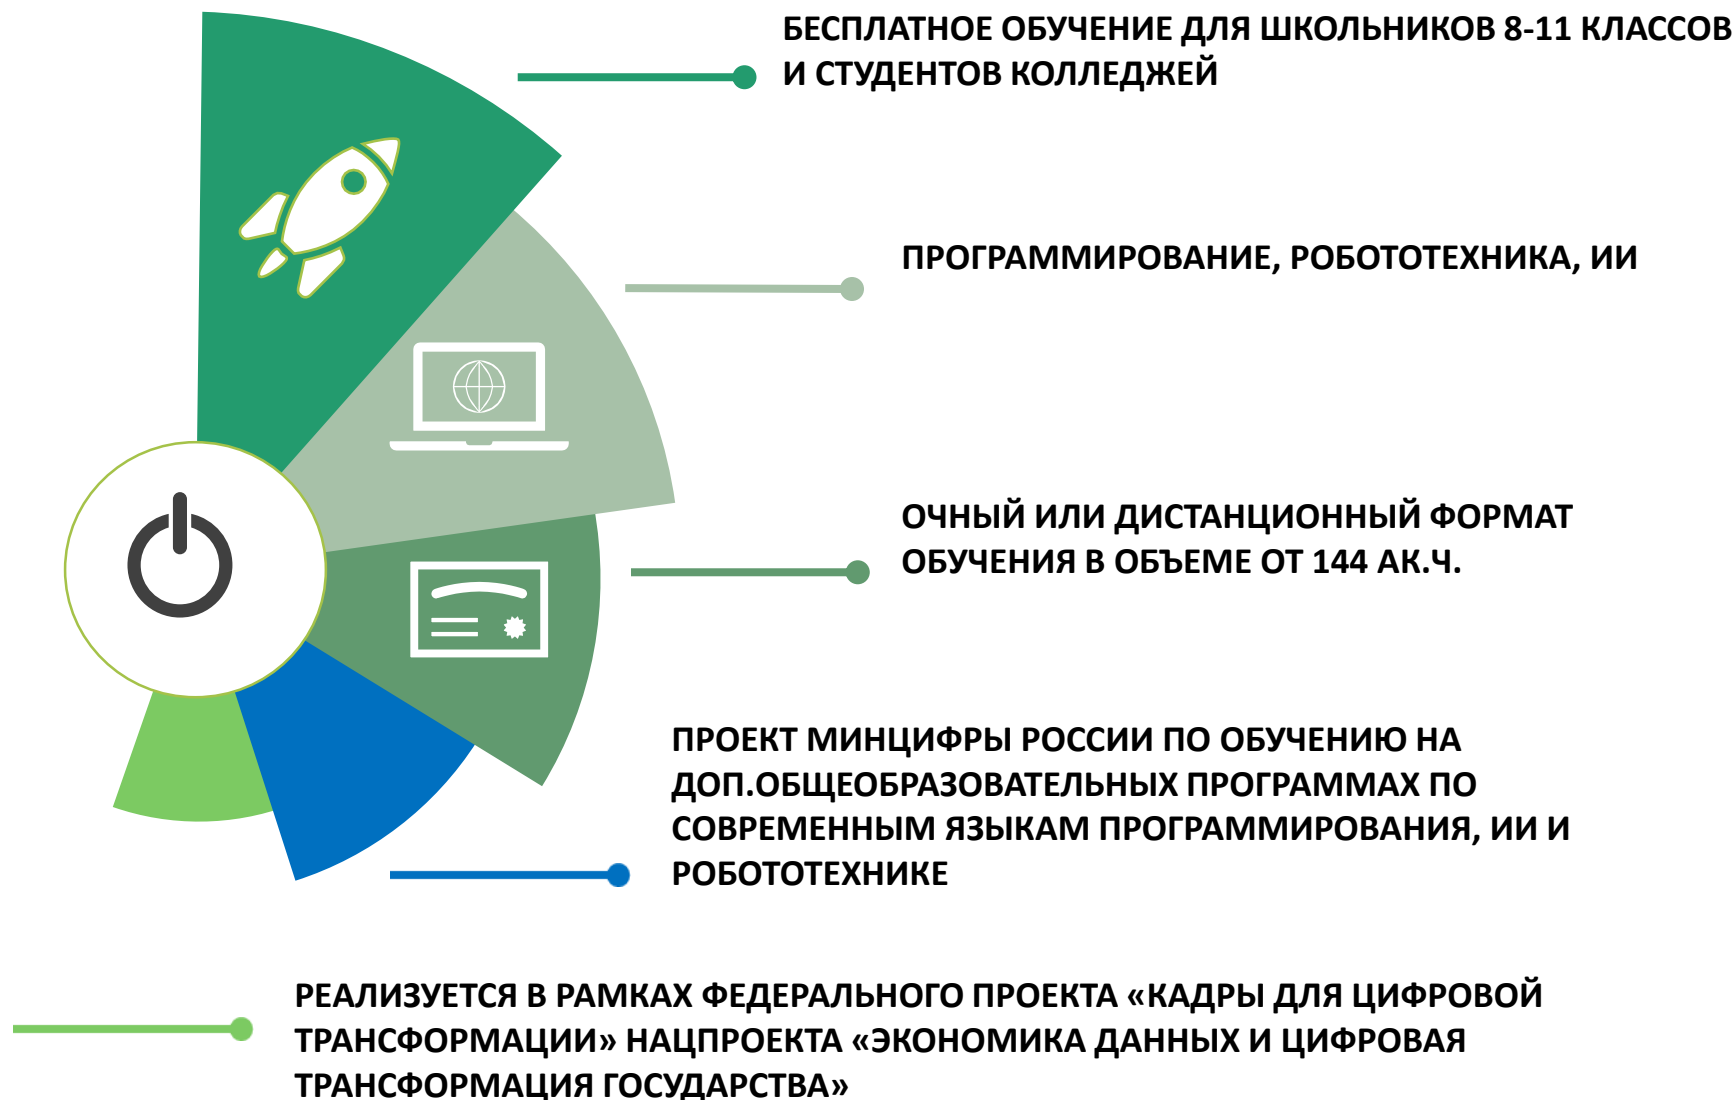 БЕСПЛАТНОЕ ОБУЧЕНИЕ ДЛЯ ШКОЛЬНИКОВ 8-11 КЛАССОВ
И СТУДЕНТОВ КОЛЛЕДЖЕЙ
ПРОГРАММИРОВАНИЕ, РОБОТОТЕХНИКА, ИИ
ОЧНЫЙ ИЛИ ДИСТАНЦИОННЫЙ ФОРМАТ
ОБУЧЕНИЯ В ОБЪЕМЕ ОТ 144 АК.Ч.
ПРОЕКТ МИНЦИФРЫ РОССИИ ПО ОБУЧЕНИЮ НА
ДОП.ОБЩЕОБРАЗОВАТЕЛЬНЫХ ПРОГРАММАХ ПО
СОВРЕМЕННЫМ ЯЗЫКАМ ПРОГРАММИРОВАНИЯ, ИИ И
РОБОТОТЕХНИКЕ
РЕАЛИЗУЕТСЯ В РАМКАХ ФЕДЕРАЛЬНОГО ПРОЕКТА «КАДРЫ ДЛЯ ЦИФРОВОЙ
ТРАНСФОРМАЦИИ» НАЦПРОЕКТА «ЭКОНОМИКА ДАННЫХ И ЦИФРОВАЯ
ТРАНСФОРМАЦИЯ ГОСУДАРСТВА»